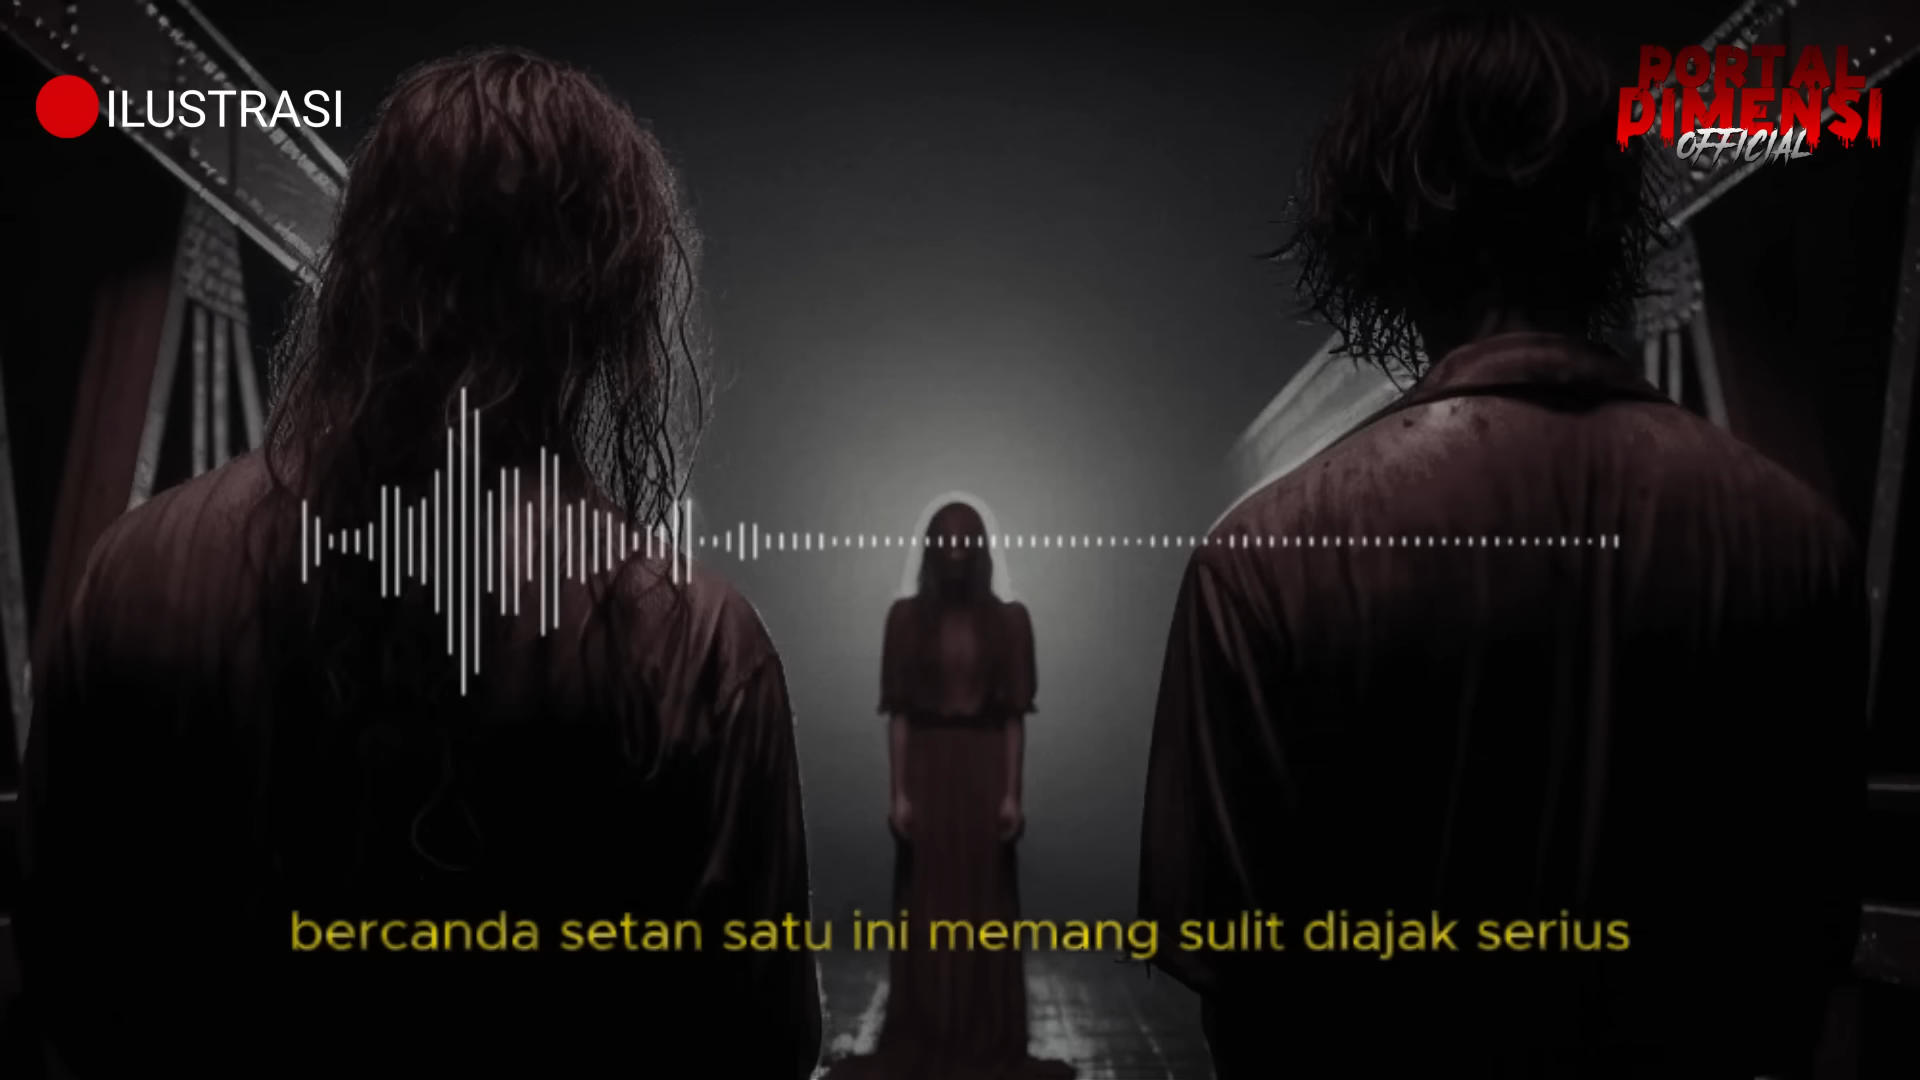 ILUSTRASI
PORTAL
DIMENSI
OFFICIAL
bercanda setan satu ini memang sulit diajak serius